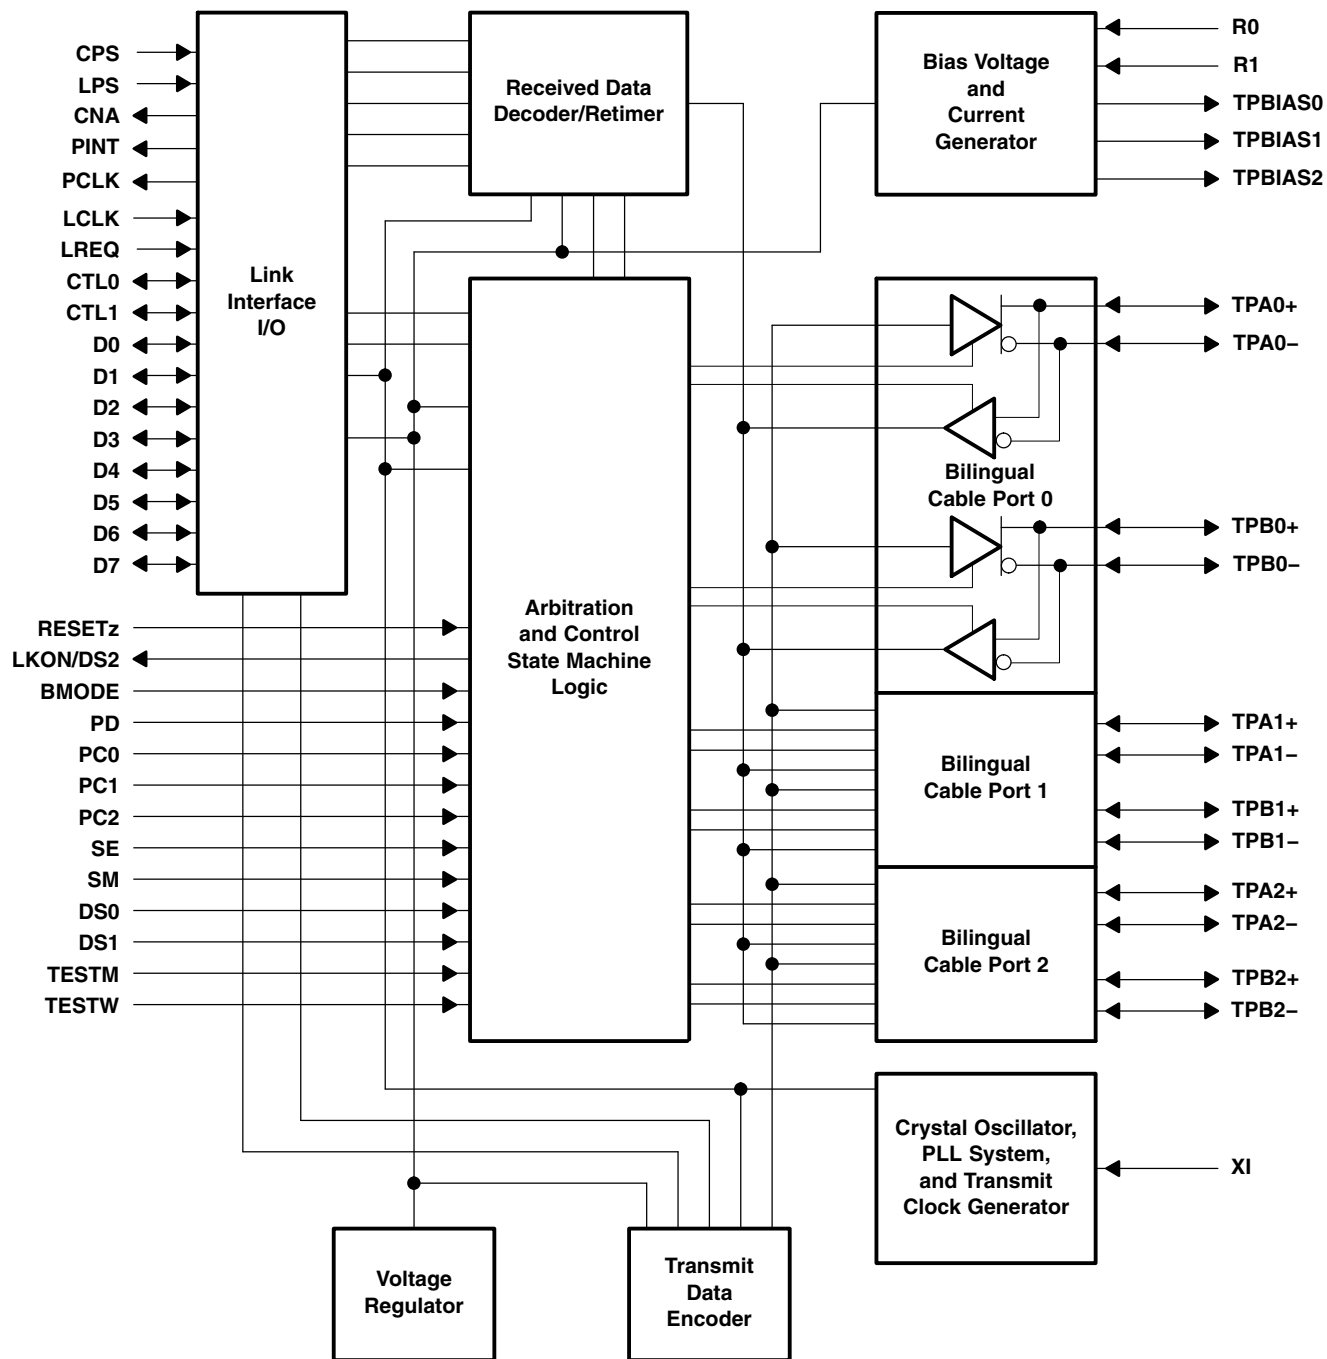 CPS
LPS
CNA
PINT
PCLK
LCLK
LREQ
CTL0
CTL1
D0
D1
D2
D3
D4
D5
D6
D7
RESETz
LKON/DS2
BMODE
PD
PC0
PC1
PC2
SE
SM
DS0
DS1
TESTM
TESTW
Link
Interface
I/O
Received Data
Decoder/Retimer
Arbitration
and Control
State Machine
Logic
Bias Voltage
and
Current
Generator
Bilingual
Cable Port 0
Bilingual
Cable Port 1
Bilingual
Cable Port 2
Crystal Oscillator,
PLL System,
and Transmit
Clock Generator
Voltage
Regulator
Transmit
Data
Encoder
R0
R1
TPBIAS0
TPBIAS1
TPBIAS2
TPA0+
TPA0−
TPB0+
TPB0−
TPA1+
TPA1−
TPB1+
TPB1−
TPA2+
TPA2−
TPB2+
TPB2−
XI